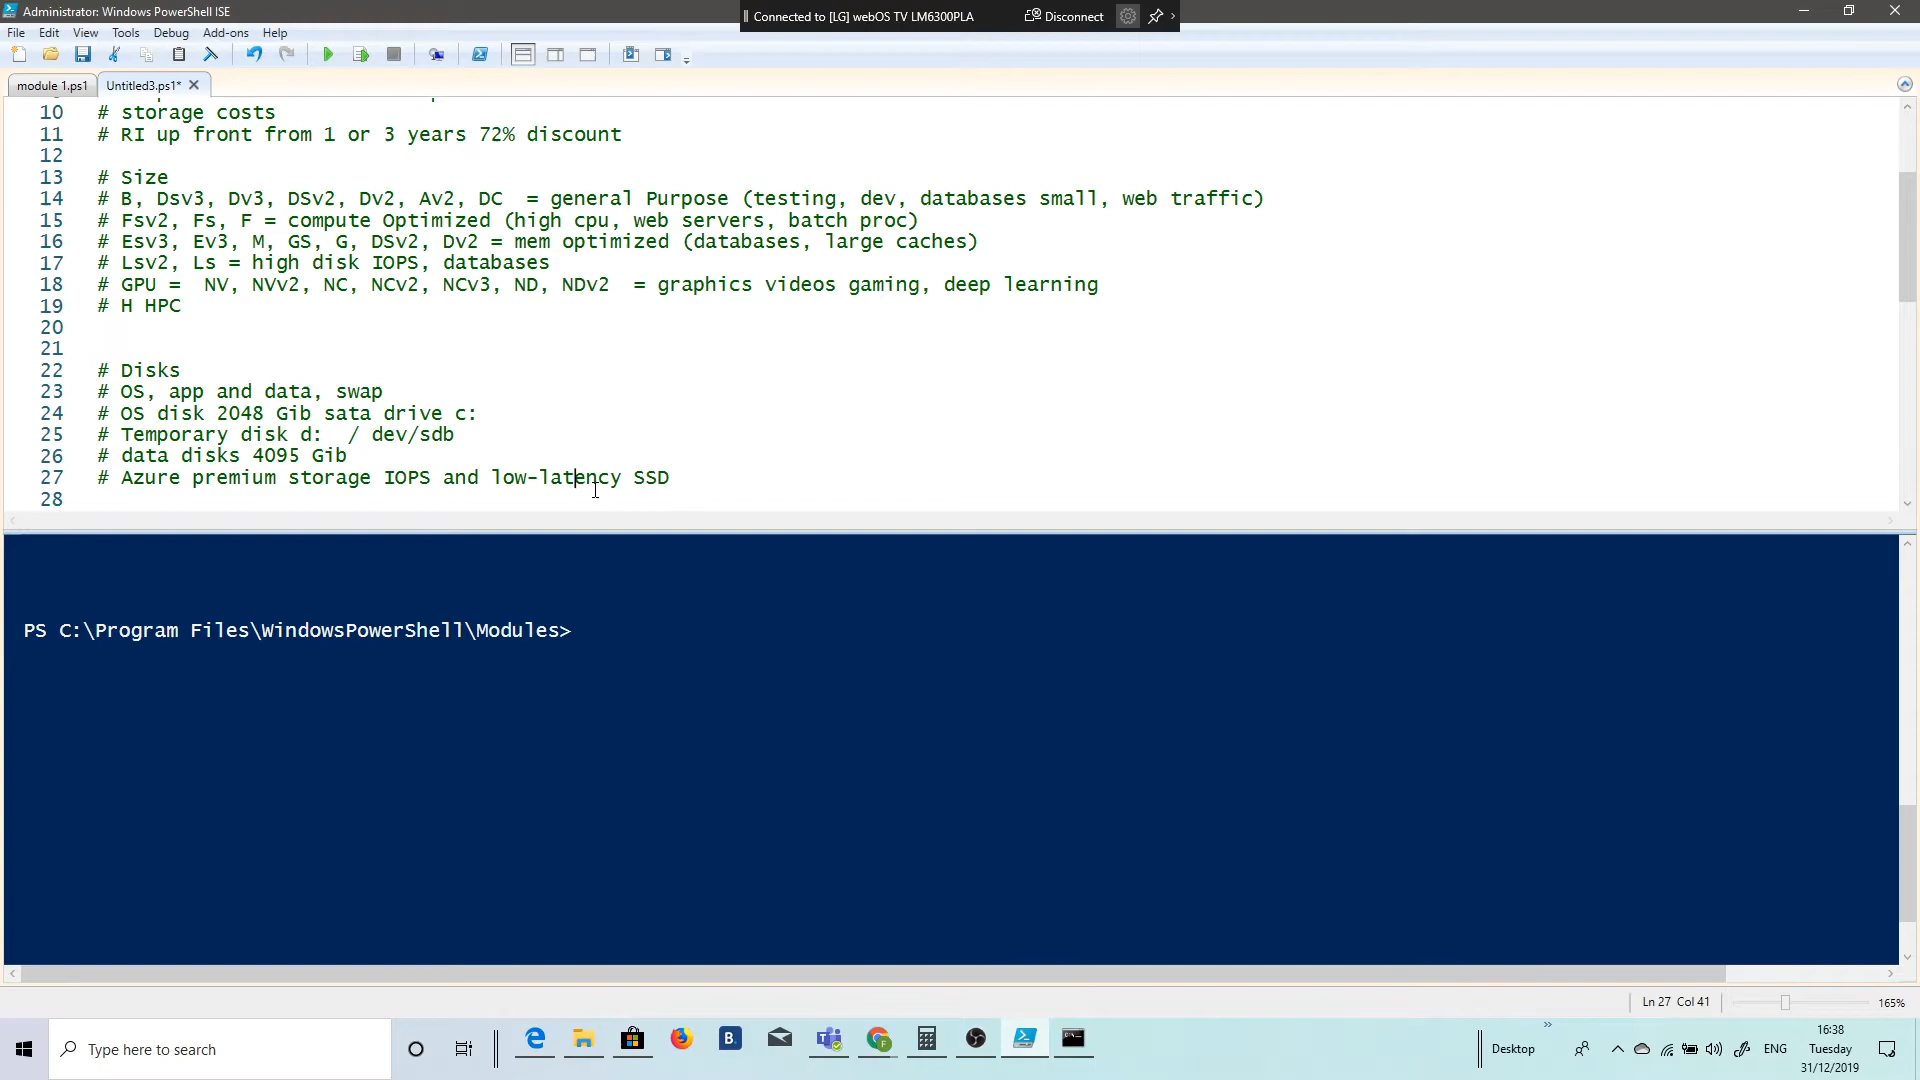 Administrator: Windows PowerShell ISE
Connected to [LG] webOS TV LM6300PLA
Disconnect
File Edit View Tools Debug Add-ons Help
module 1.ps1
Untitled3.ps1*
10 # storage costs
11 # RI up front from 1 or 3 years 72% discount
12
13 # Size
14 # B, Dsv3, Dv3, DSv2, Dv2, Av2, DC = general Purpose (testing, dev, databases small, web traffic)
15 # Fsv2, Fs, F = compute Optimized (high cpu, web servers, batch proc)
16 # Esv3, Ev3, M, GS, G, DSv2, Dv2 = mem optimized (databases, large caches)
17 # Lsv2, Ls = high disk IOPS, databases
18 # GPU = NV, NVv2, NC, NCv2, NCv3, ND, NDv2 = graphics videos gaming, deep learning
19 # H HPC
20
21
22 # Disks
23 # OS, app and data, swap
24 # OS disk 2048 Gib sata drive c:
25 # Temporary disk d: / dev/sdb
26 # data disks 4095 Gib
27 # Azure premium storage IOPS and low-latency SSD
28
PS C:\Program Files\WindowsPowerShell\Modules>
Ln 27 Col 41
165%
Type here to search
B.
Desktop
ENG
16:38
Tuesday
31/12/2019